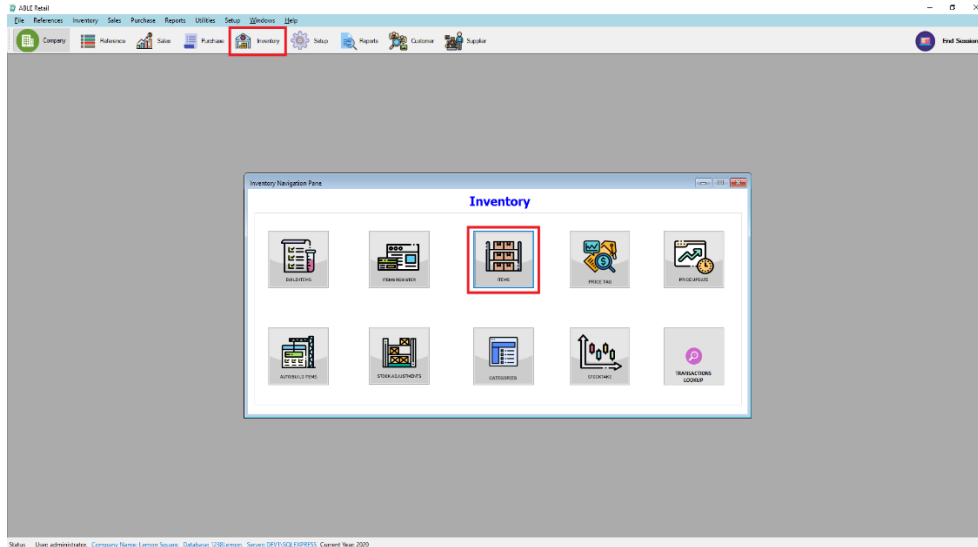 ABLE Retail
File References Inventory Sales Purchase Reports Utilities Setup Windows Help
Company Reference Sales Purchase Inventory Setup Reports Customer Supplier End Session
Inventory Navigation Pane
Inventory
BUILD ITEMS ITEMS REGISTER ITEMS PRICE TAG PRICE UPDATE
AUTOBUILD ITEMS STOCK ADJUSTMENTS CATEGORIES STOCKTAKE TRANSACTIONS
LOOKUP
Status User: administrator Company Name: Lemon Square Database: 1238Lemon Server: DEV1\SQLEXPRESS Current Year: 2020